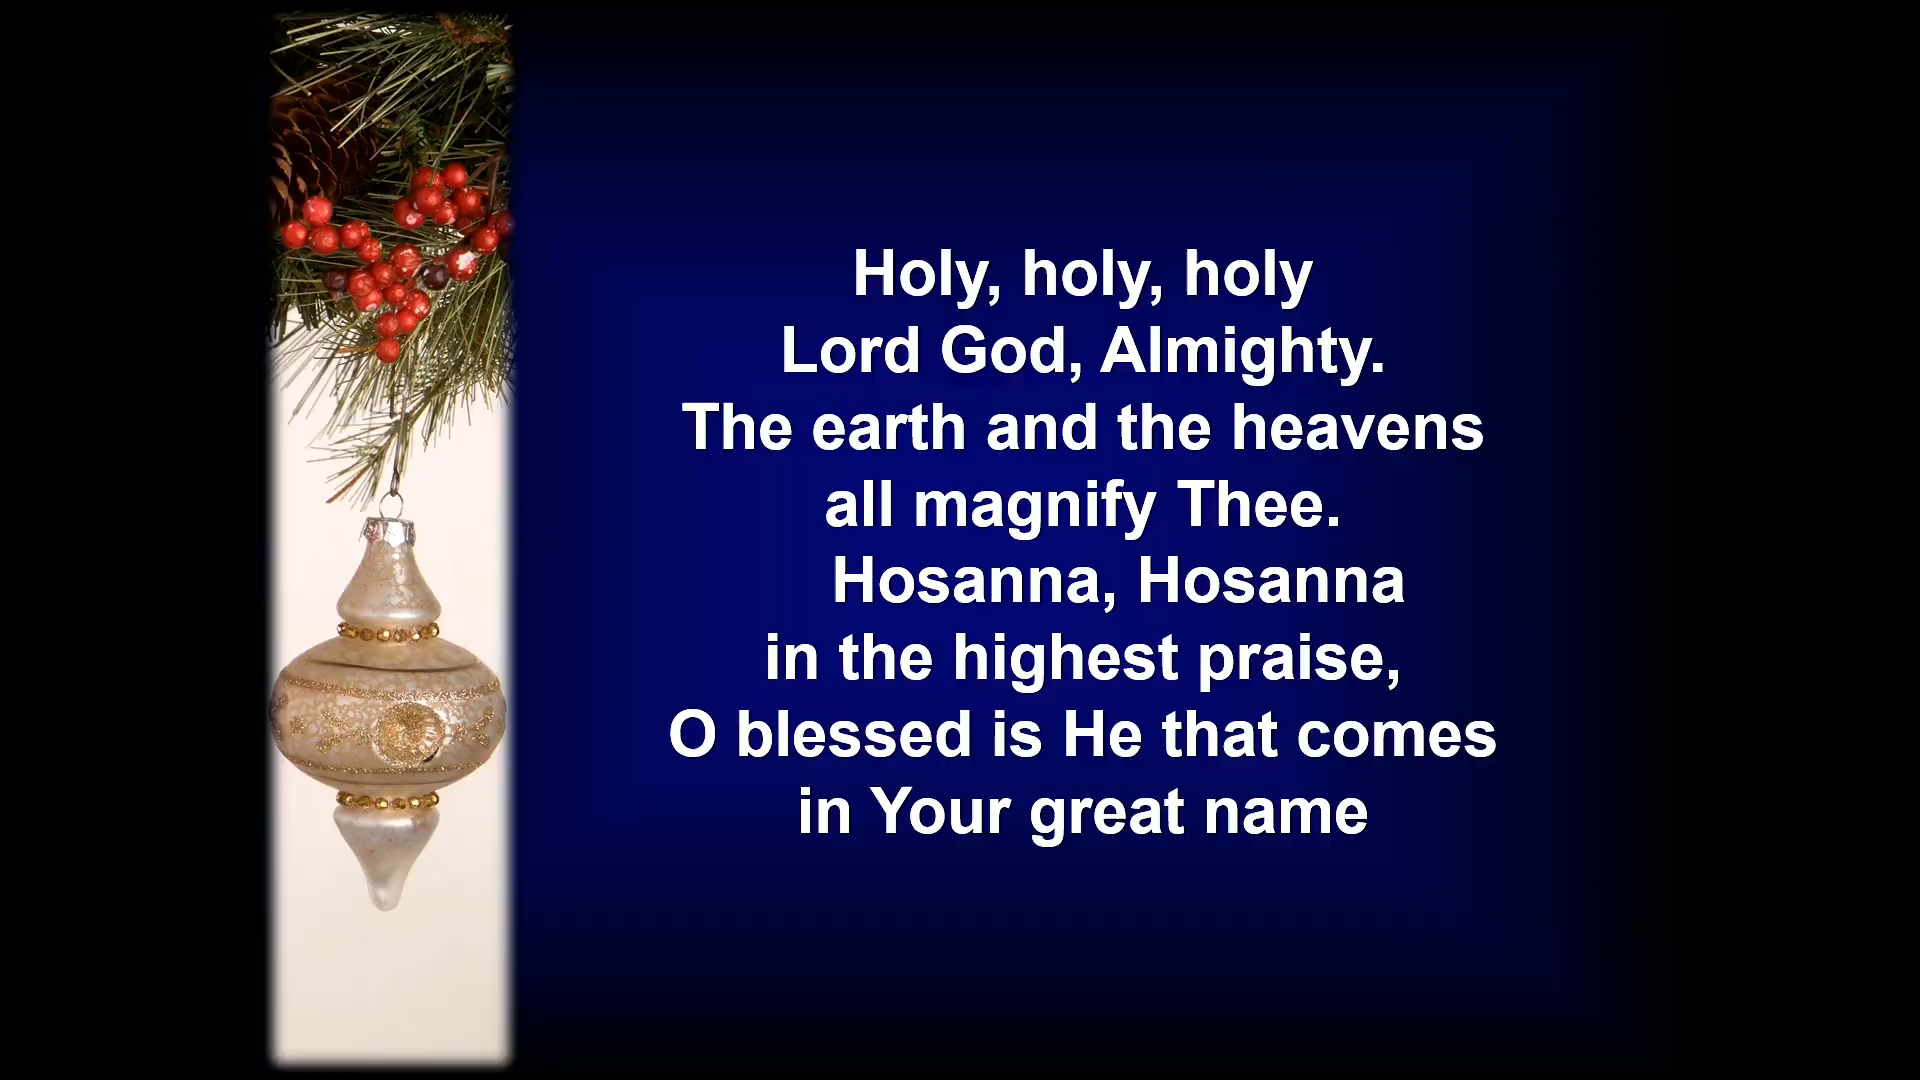 Holy, holy, holy
Lord God, Almighty.
The earth and the heavens
all magnify Thee.
Hosanna, Hosanna
in the highest praise,
O blessed is He that comes
in Your great name